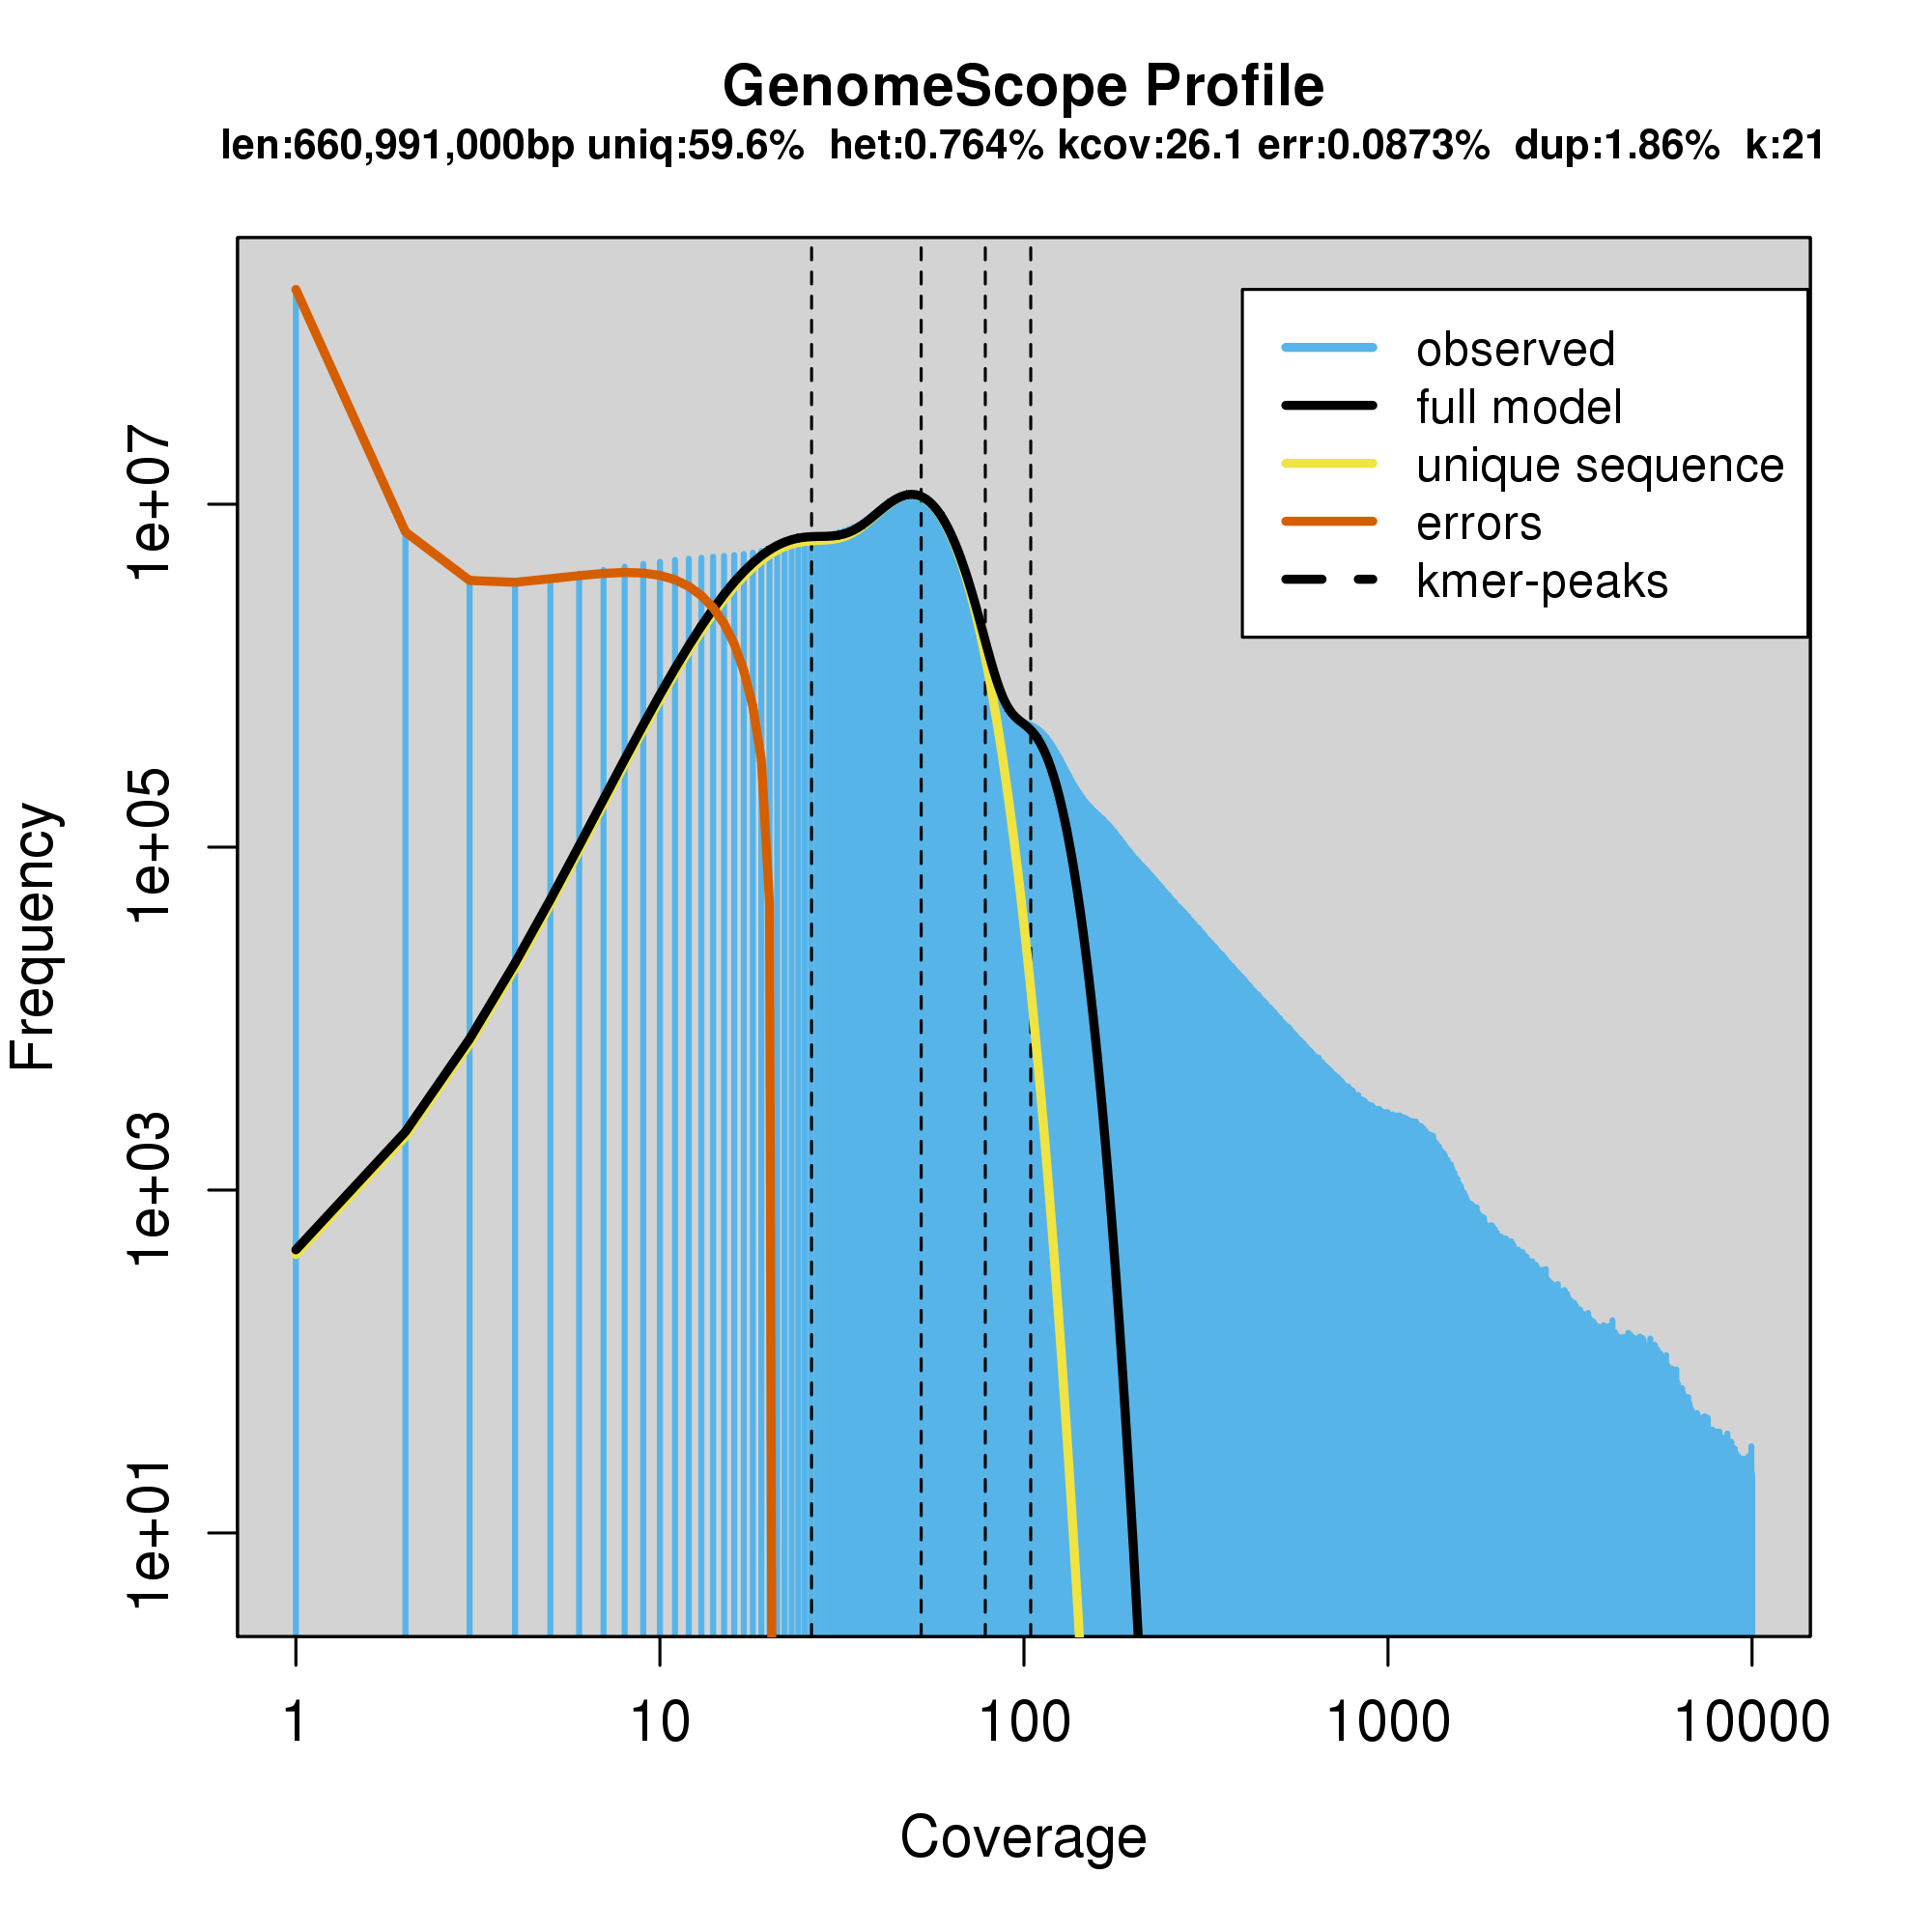 GenomeScope Profile
len:660,991,000bp uniq:59.6% het:0.764% kcov:26.1 err:0.0873% dup:1.86% k:21
observed
full model
unique sequence
errors
kmer-peaks
Frequency
1e+07
1e+05
1e+03
1e+01
1 10 100 1000 10000
Coverage